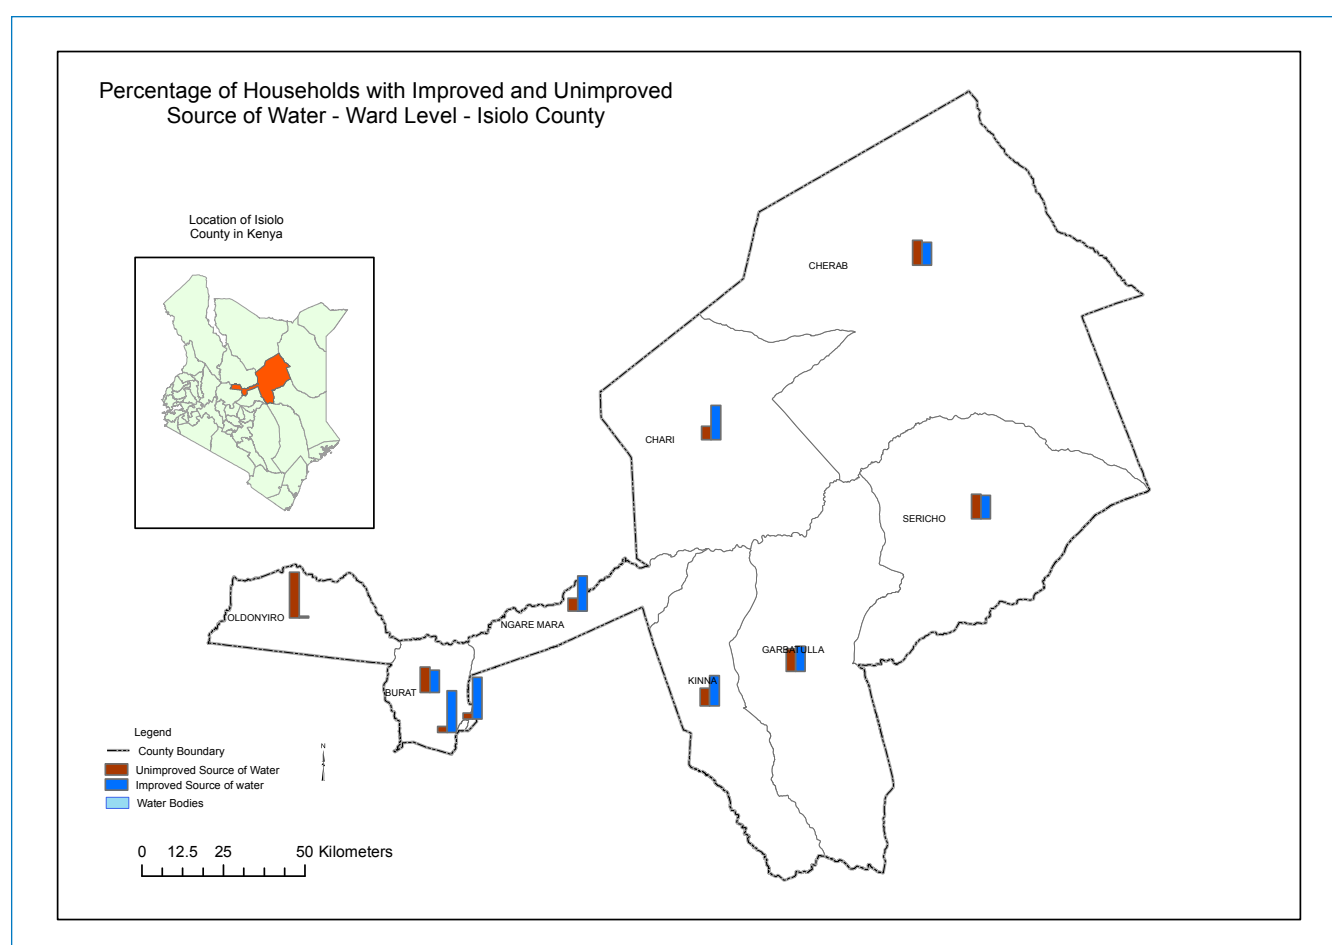 Percentage of Households with Improved and Unimproved
Source of Water - Ward Level - Isiolo County
Location of Isiolo
County in Kenya
CHERAB
CHARI
SERICHO
OLDONYIRO
NGARE MARA
GARBATULLA
KINNA
BURAT
Legend
County Boundary
Unimproved Source of Water
Improved Source of water
Water Bodies
N
0 12.5 25 50 Kilometers